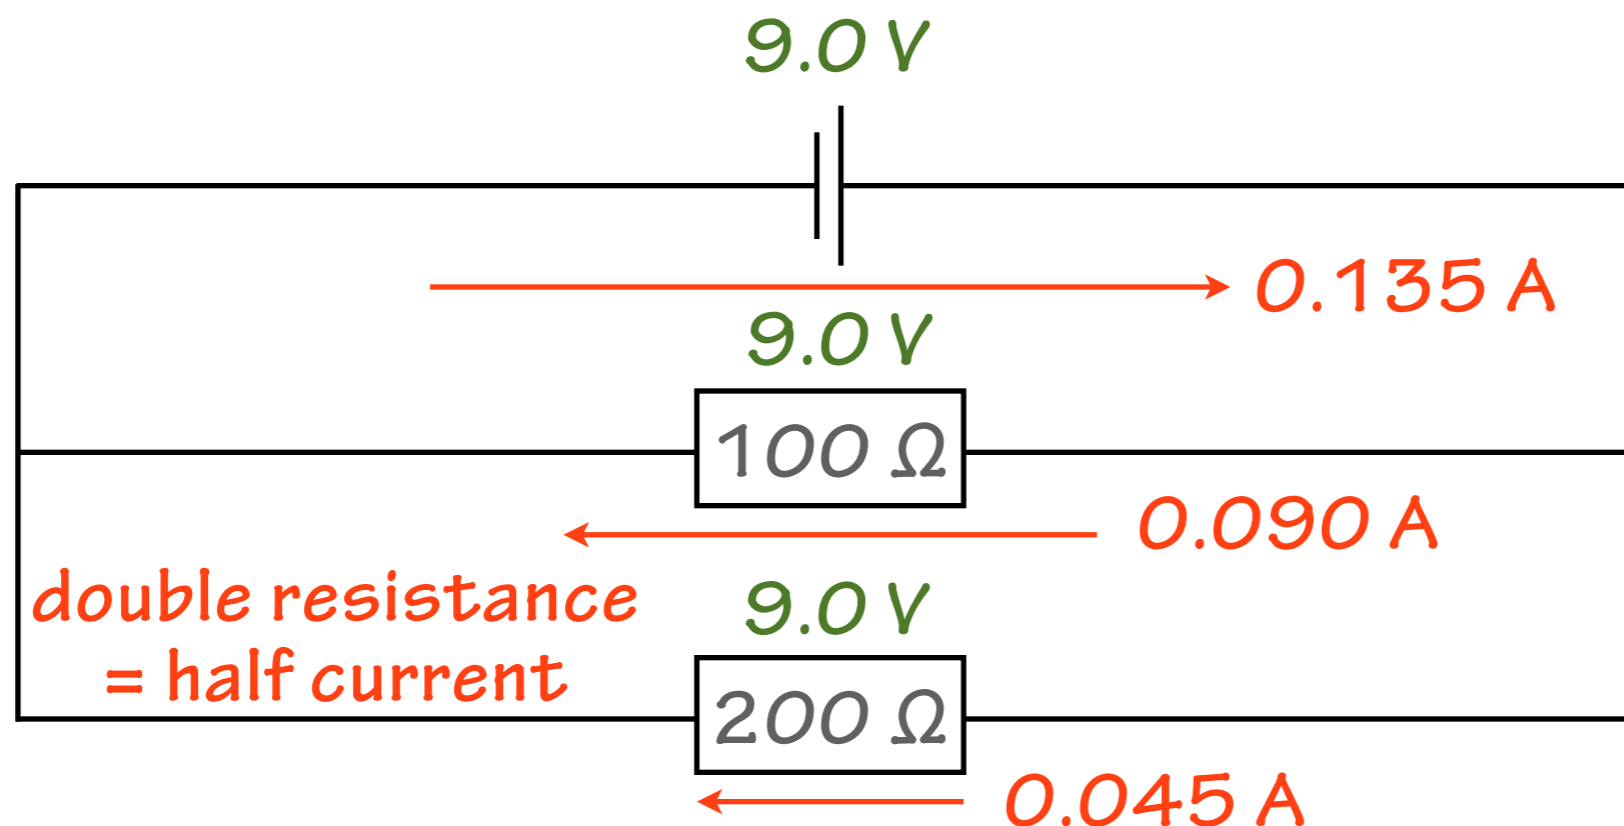 9.0 V
0.135 A
9.0 V
100 Ω
0.090 A
double resistance
= half current
9.0 V
200 Ω
0.045 A